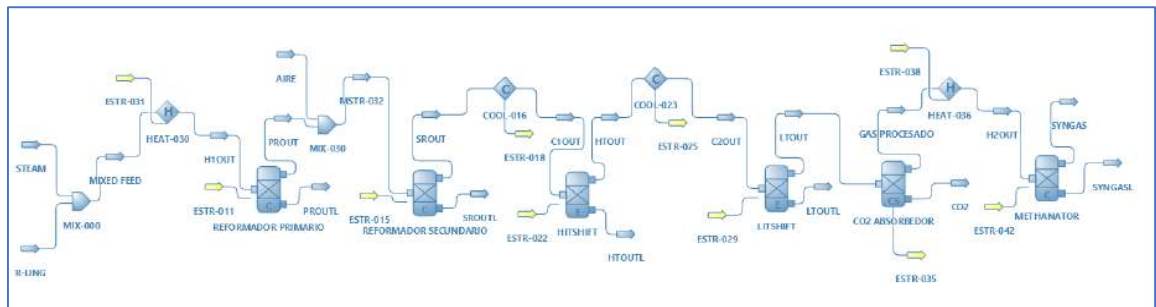 ESTR-038
AIRE
ESTR-031
MSTR-032
COOL-016
COOL-023
HEAT-036
SYNGAS
HEAT-030
PROUT
MIX-030
SROUT
C1OUT
HTOUT
LTOUT
GAS PROCESADO
H2OUT
STEAM
MIXED FEED
H1OUT
ESTR-018
ESTR-025
C2OUT
MIX-000
ESTR-011
PROUTL
ESTR-015
SROUTL
ESTR-022
LTOUTL
CO2
SYNGASL
REFORMADOR PRIMARIO
REFORMADOR SECUNDARIO
HITSHIFT
ESTR-029
LITSHIFT
CO2 ABSORBEDOR
ESTR-042
METHANATOR
HTOUTL
ESTR-035
H
C
C
H
G
C
E
E
CS